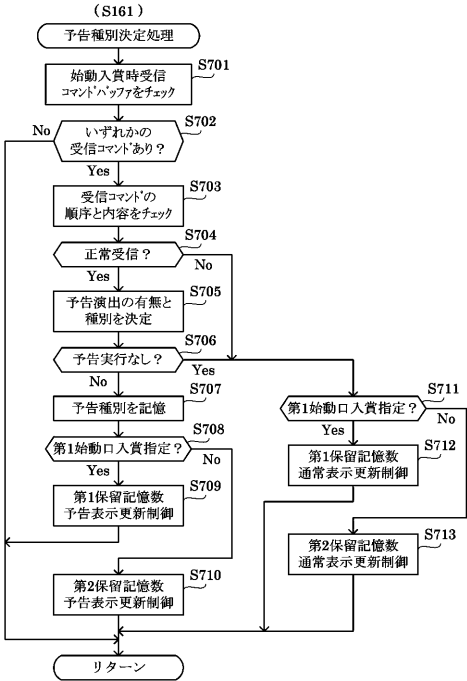 (S161)
予告種別決定処理
S701
始動入賞時受信
コマンドバッファをチェック
S702
No
いずれかの
受信コマンドあり？
Yes
S703
受信コマンドの
順序と内容をチェック
S704
正常受信？
Yes
No
S705
予告演出の有無と
種別を決定
S706
予告実行なし？
No
Yes
S707
予告種別を記憶
S708
第1始動口入賞指定？
Yes
No
S709
第1保留記憶数
予告表示更新制御
S710
第2保留記憶数
予告表示更新制御
S711
第1始動口入賞指定？
Yes
No
S712
第1保留記憶数
通常表示更新制御
S713
第2保留記憶数
通常表示更新制御
リターン